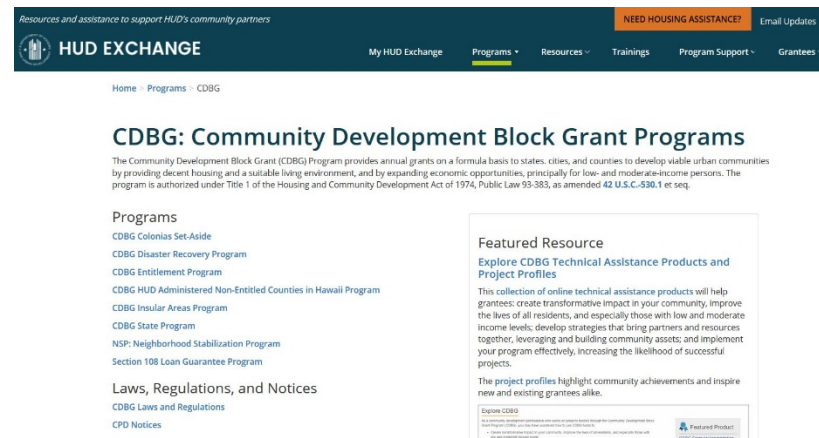 Resources and assistance to support HUD's community partners
NEED HOUSING ASSISTANCE?
Email Updates
HUD EXCHANGE
My HUD Exchange
Programs
Resources
Trainings
Program Support
Grantees
Home > Programs > CDBG
CDBG: Community Development Block Grant Programs
The Community Development Block Grant (CDBG) Program provides annual grants on a formula basis to states. cities, and counties to develop viable urban communities
by providing decent housing and a suitable living environment, and by expanding economic opportunities, principally for low- and moderate-income persons. The
program is authorized under Title 1 of the Housing and Community Development Act of 1974, Public Law 93-383, as amended 42 U.S.C.-530.1 et seq.
Programs
CDBG Colonias Set-Aside
CDBG Disaster Recovery Program
CDBG Entitlement Program
CDBG HUD Administered Non-Entitled Counties in Hawaii Program
CDBG Insular Areas Program
CDBG State Program
NSP: Neighborhood Stabilization Program
Section 108 Loan Guarantee Program
Laws, Regulations, and Notices
CDBG Laws and Regulations
CPD Notices
Featured Resource
Explore CDBG Technical Assistance Products and
Project Profiles
This collection of online technical assistance products will help
grantees: create transformative impact in your community, improve
the lives of all residents, and especially those with low and moderate
income levels; develop strategies that bring partners and resources
together, leveraging and building community assets; and implement
your program effectively, increasing the likelihood of successful
projects.
The project profiles highlight community achievements and inspire
new and existing grantees alike.
Explore CDBG
Featured Product